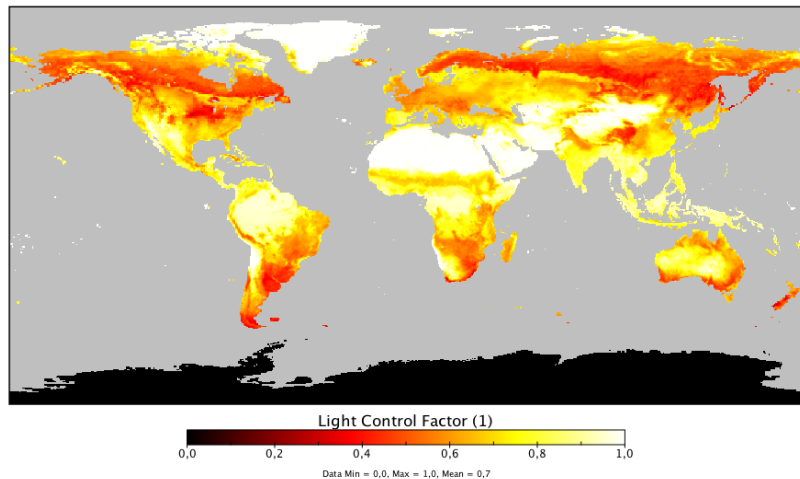 Light Control Factor (1)
0,0 0,2 0,4 0,6 0,8 1,0
Data Min = 0,0, Max = 1,0, Mean = 0,7